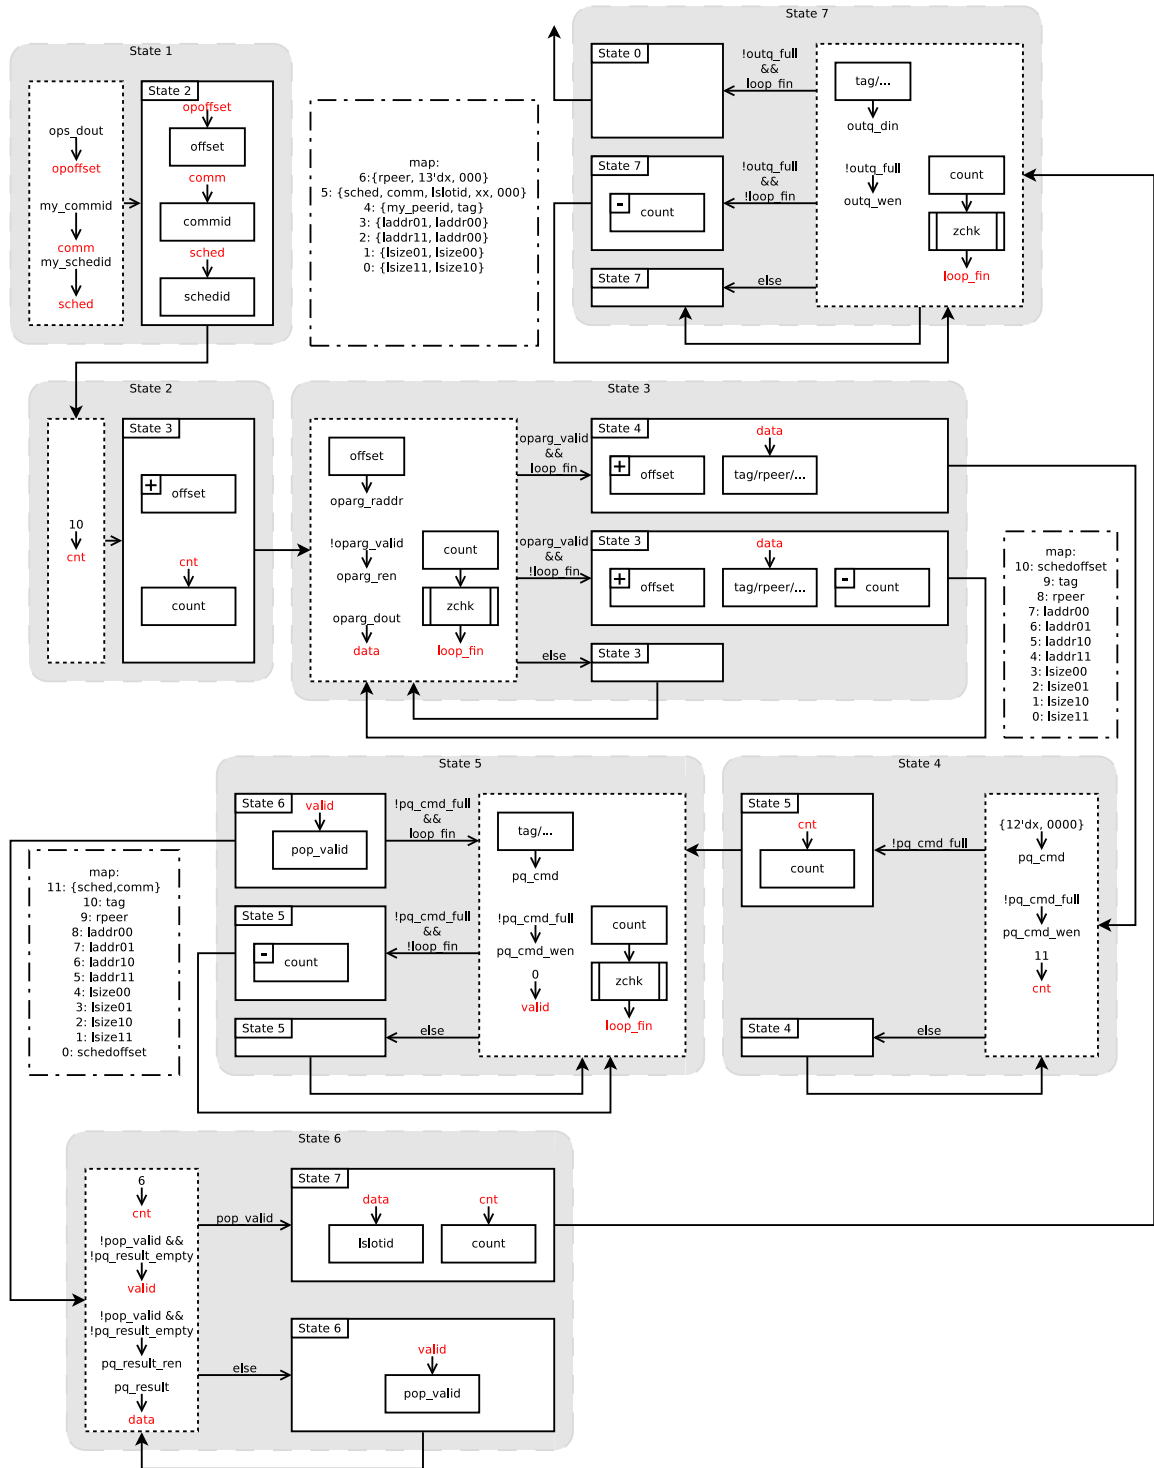 State 1
State 2
ops_dout
opoffset
my_commid
comm
my_schedid
sched
opoffset
offset
comm
commid
sched
schedid
map:
6:{rpeer, 13'dx, 000}
5: {sched, comm, lslotid, xx, 000}
4: {my_peerid, tag}
3: {laddr01, laddr00}
2: {laddr11, laddr00}
1: {lsize01, lsize00}
0: {lsize11, lsize10}
State 7
State 0
!outq_full
&&
loop_fin
State 7
-
count
!outq_full
&&
!loop_fin
State 7
else
tag/...
outq_din
!outq_full
outq_wen
count
zchk
loop_fin
State 2
10
cnt
State 3
+
offset
cnt
count
State 3
offset
oparg_raddr
!oparg_valid
oparg_ren
oparg_dout
data
count
zchk
loop_fin
oparg_valid
&&
loop_fin
State 4
+
offset
data
tag/rpeer/...
oparg_valid
&&
!loop_fin
State 3
+
offset
data
tag/rpeer/...
-
count
else
State 3
map:
10: schedoffset
9: tag
8: rpeer
7: laddr00
6: laddr01
5: laddr10
4: laddr11
3: lsize00
2: lsize01
1: lsize10
0: lsize11
State 5
State 6
valid
pop_valid
!pq_cmd_full
&&
loop_fin
State 5
-
count
!pq_cmd_full
&&
!loop_fin
State 5
else
tag/...
pq_cmd
!pq_cmd_full
pq_cmd_wen
0
valid
count
zchk
loop_fin
State 4
State 5
cnt
count
!pq_cmd_full
State 4
else
{12'dx, 0000}
pq_cmd
!pq_cmd_full
pq_cmd_wen
11
cnt
map:
11: {sched,comm}
10: tag
9: rpeer
8: laddr00
7: laddr01
6: laddr10
5: laddr11
4: lsize00
3: lsize01
2: lsize10
1: lsize11
0: schedoffset
State 6
6
cnt
!pop_valid &&
!pq_result_empty
valid
!pop_valid &&
!pq_result_empty
pq_result_ren
pq_result
data
pop_valid
State 7
data
lslotid
cnt
count
else
State 6
valid
pop_valid